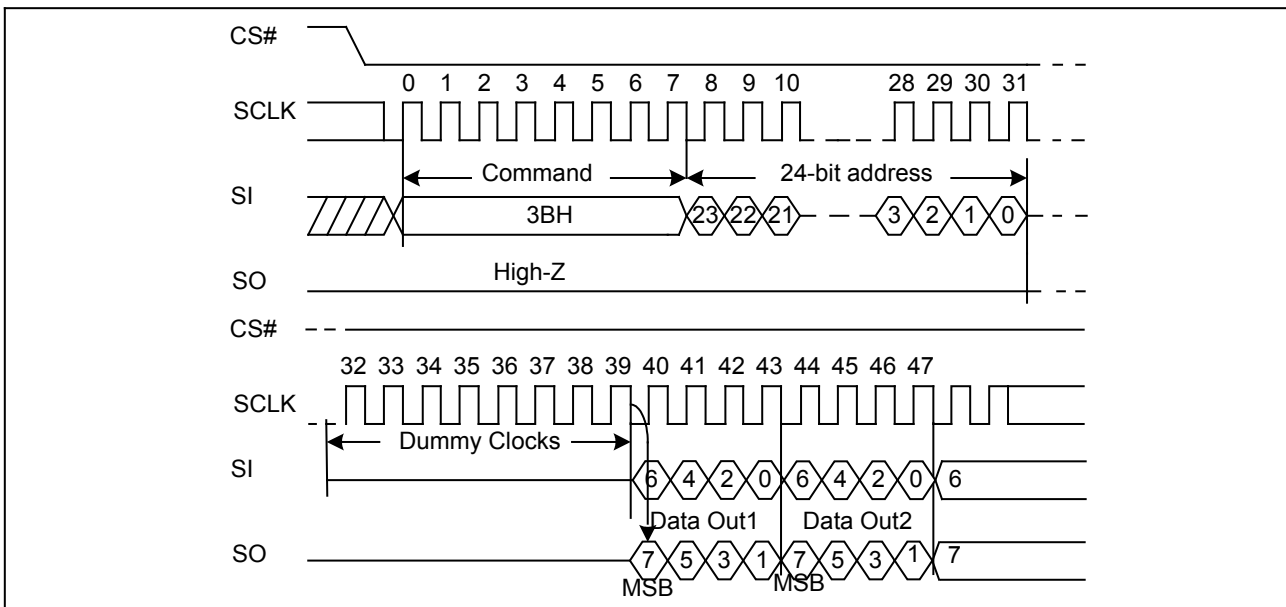 CS#
0 1 2 3 4 5 6 7 8 9 10 28 29 30 31
SCLK
Command 24-bit address
SI
3BH 23 22 21 3 2 1 0
High-Z
SO
CS#
32 33 34 35 36 37 38 39 40 41 42 43 44 45 46 47
SCLK
Dummy Clocks
SI
6 4 2 0 6 4 2 0 6
Data Out1 Data Out2
SO
7 5 3 1 7 5 3 1 7
MSB MSB